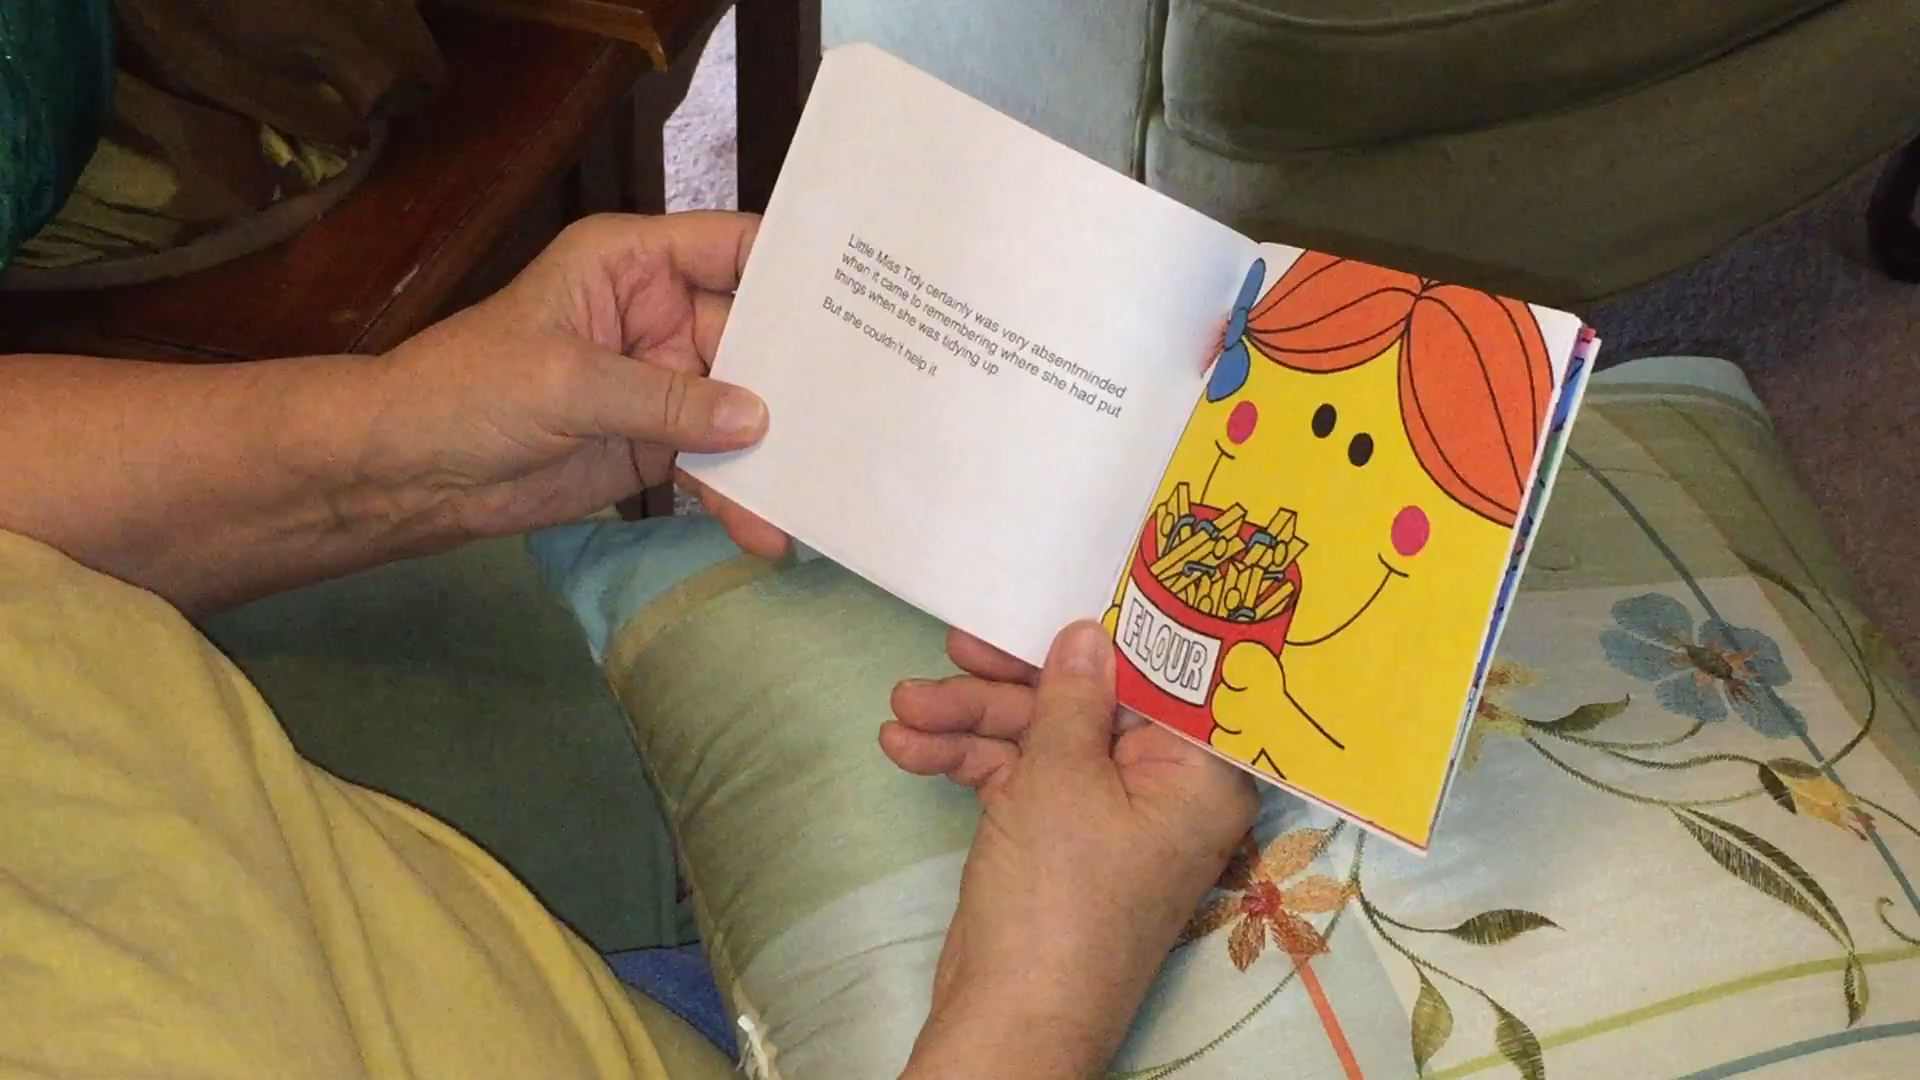 Little Miss Tidy certainly was very absentminded
when it came to remembering where she had put
things when she was tidying up.
But she couldn't help it.
FLOUR